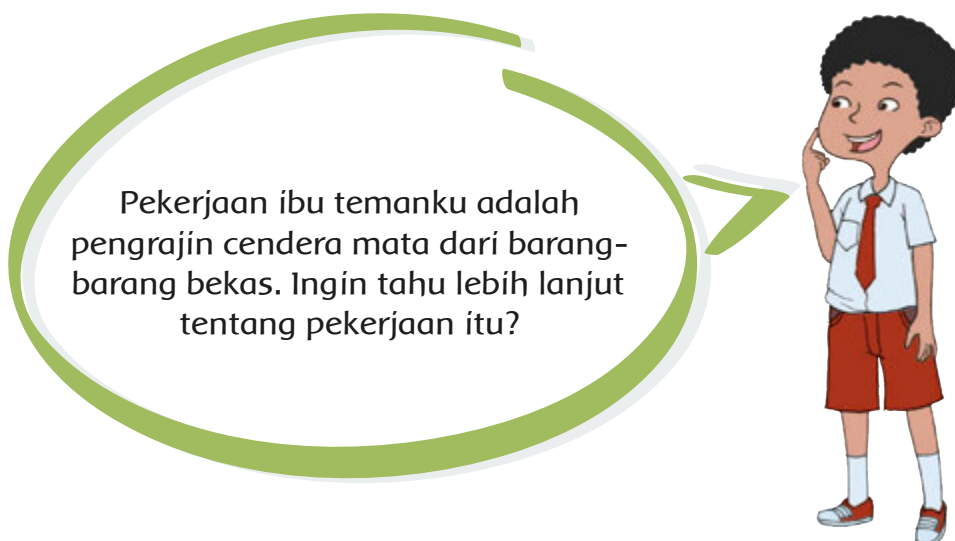 Pekerjaan ibu temanku adalah
pengrajin cendera mata dari barang-
barang bekas. Ingin tahu lebih lanjut
tentang pekerjaan itu?